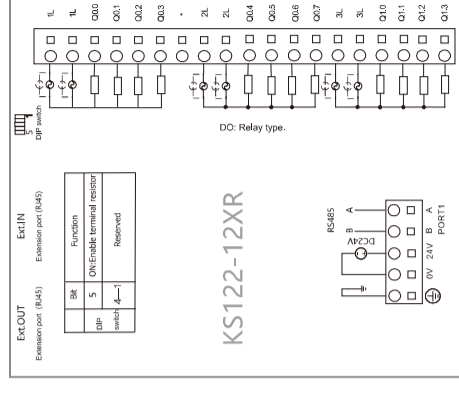 1L 1L Q0.0 Q0.1 Q0.2 Q0.3 * 2L 2L Q0.4 Q0.5 Q0.6 Q0.7 3L 3L Q1.0 Q1.1 Q1.2 Q1.3
5 1
DIP switch
DO: Relay type.
Ext.IN
Extension port (RJ45)
Ext.OUT
Extension port (RJ45)
Bit Function
DIP switch
5 ON:Enable terminal resistor
4—1 Reserved
KS122-12XR
RS485
A
B
DC24V
0V 24V B A
PORT1